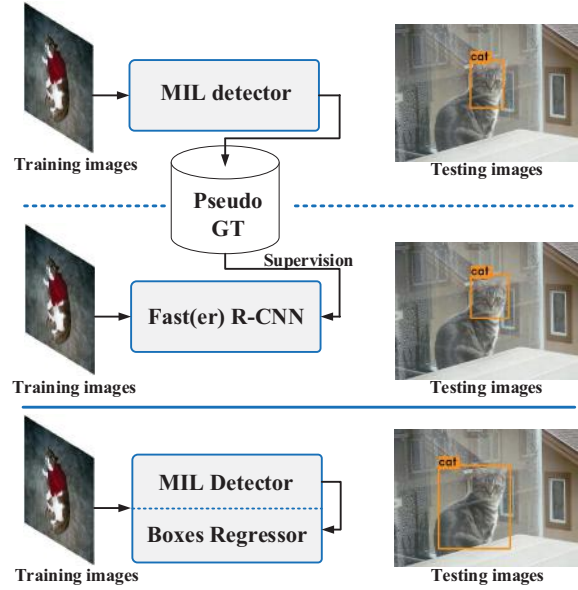 MIL detector
cat
Training images
Testing images
Pseudo
GT
Supervision
Fast(er) R-CNN
cat
Training images
Testing images
MIL Detector
Boxes Regressor
cat
Training images
Testing images